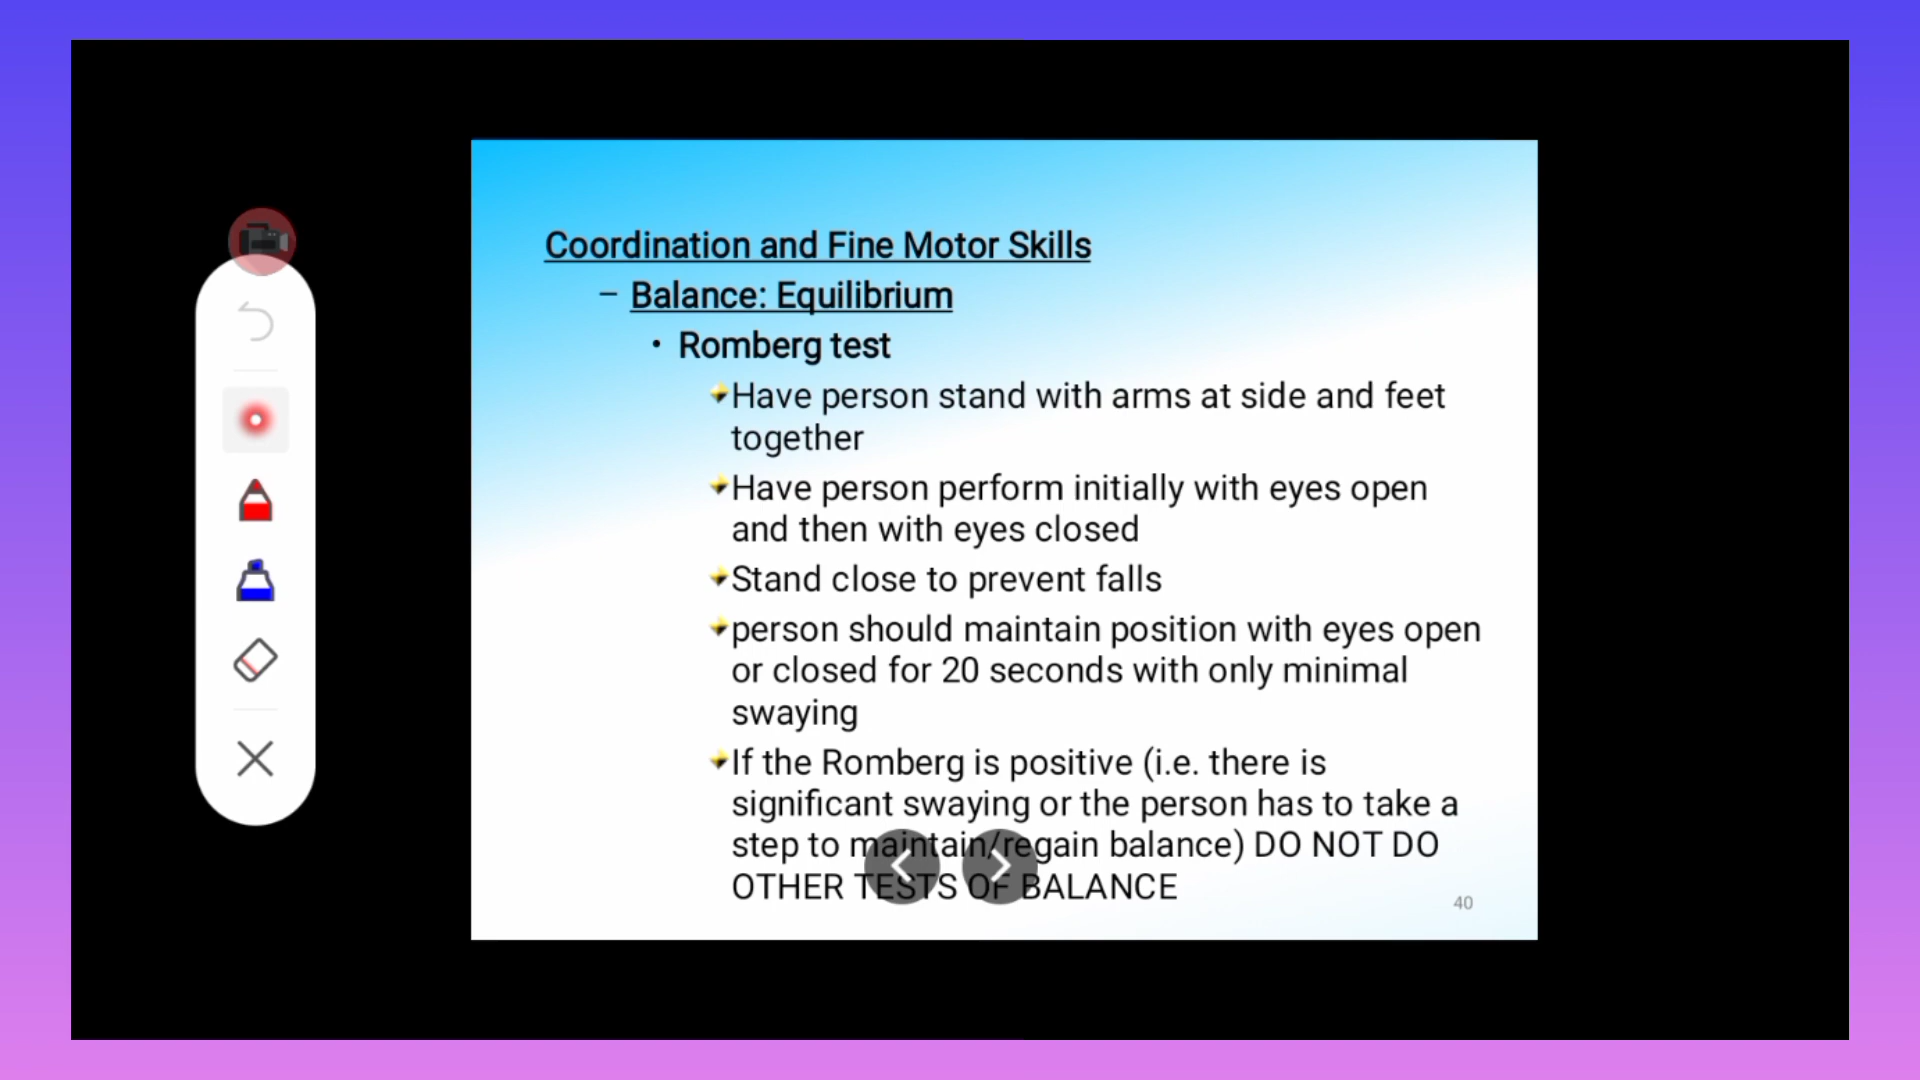 Coordination and Fine Motor Skills
– Balance: Equilibrium
• Romberg test
Have person stand with arms at side and feet
together
Have person perform initially with eyes open
and then with eyes closed
Stand close to prevent falls
person should maintain position with eyes open
or closed for 20 seconds with only minimal
swaying
If the Romberg is positive (i.e. there is
significant swaying or the person has to take a
step to maintain/regain balance) DO NOT DO
OTHER TESTS OF BALANCE
40